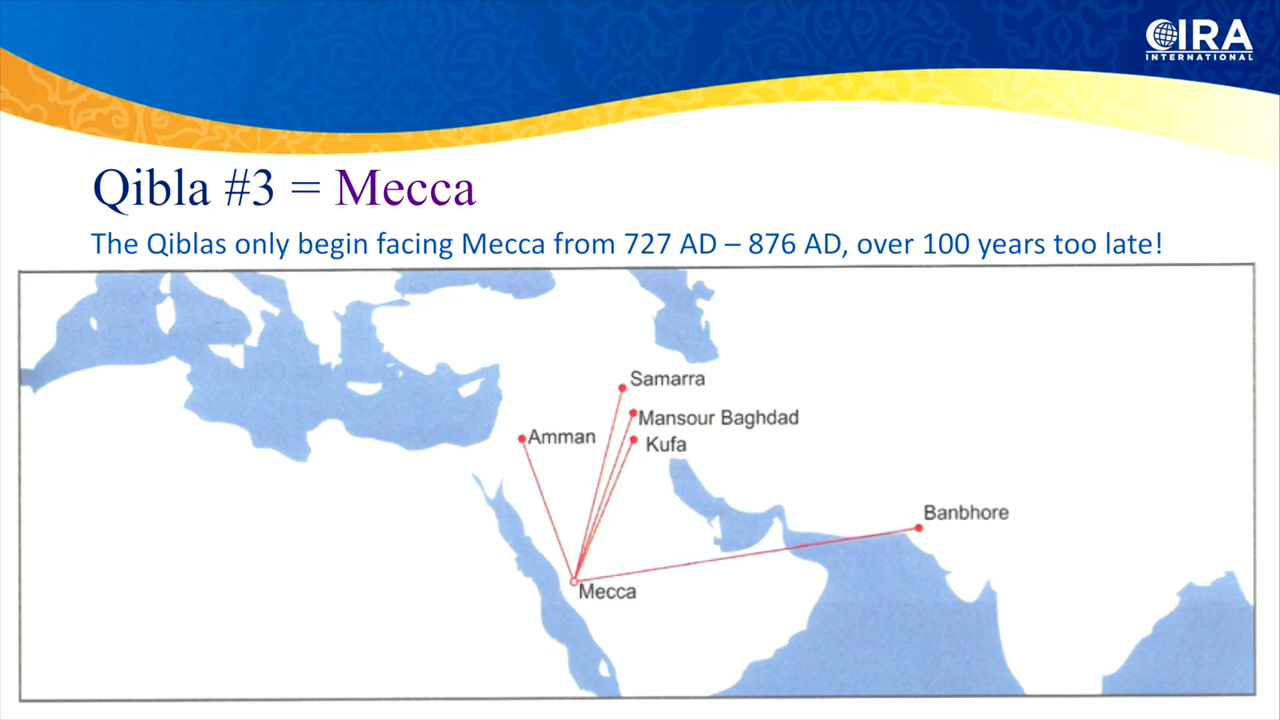 CIRA
INTERNATIONAL
Qibla #3 = Mecca
The Qiblas only begin facing Mecca from 727 AD – 876 AD, over 100 years too late!
Samarra
Mansour Baghdad
Amman
Kufa
Banbhore
Mecca